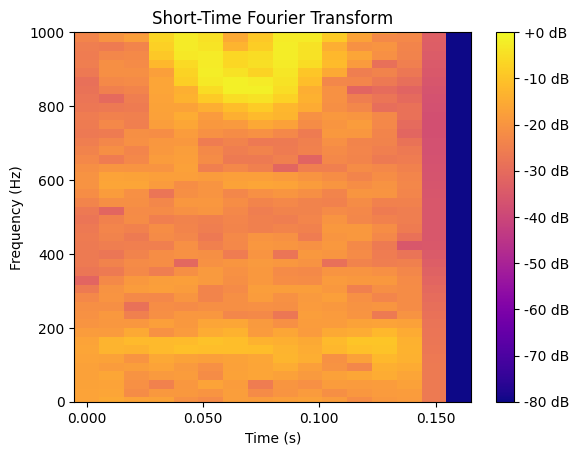 Short-Time Fourier Transform
1000
800
600
400
200
0
Frequency (Hz)
0.000
0.050
0.100
0.150
Time (s)
+0 dB
-10 dB
-20 dB
-30 dB
-40 dB
-50 dB
-60 dB
-70 dB
-80 dB